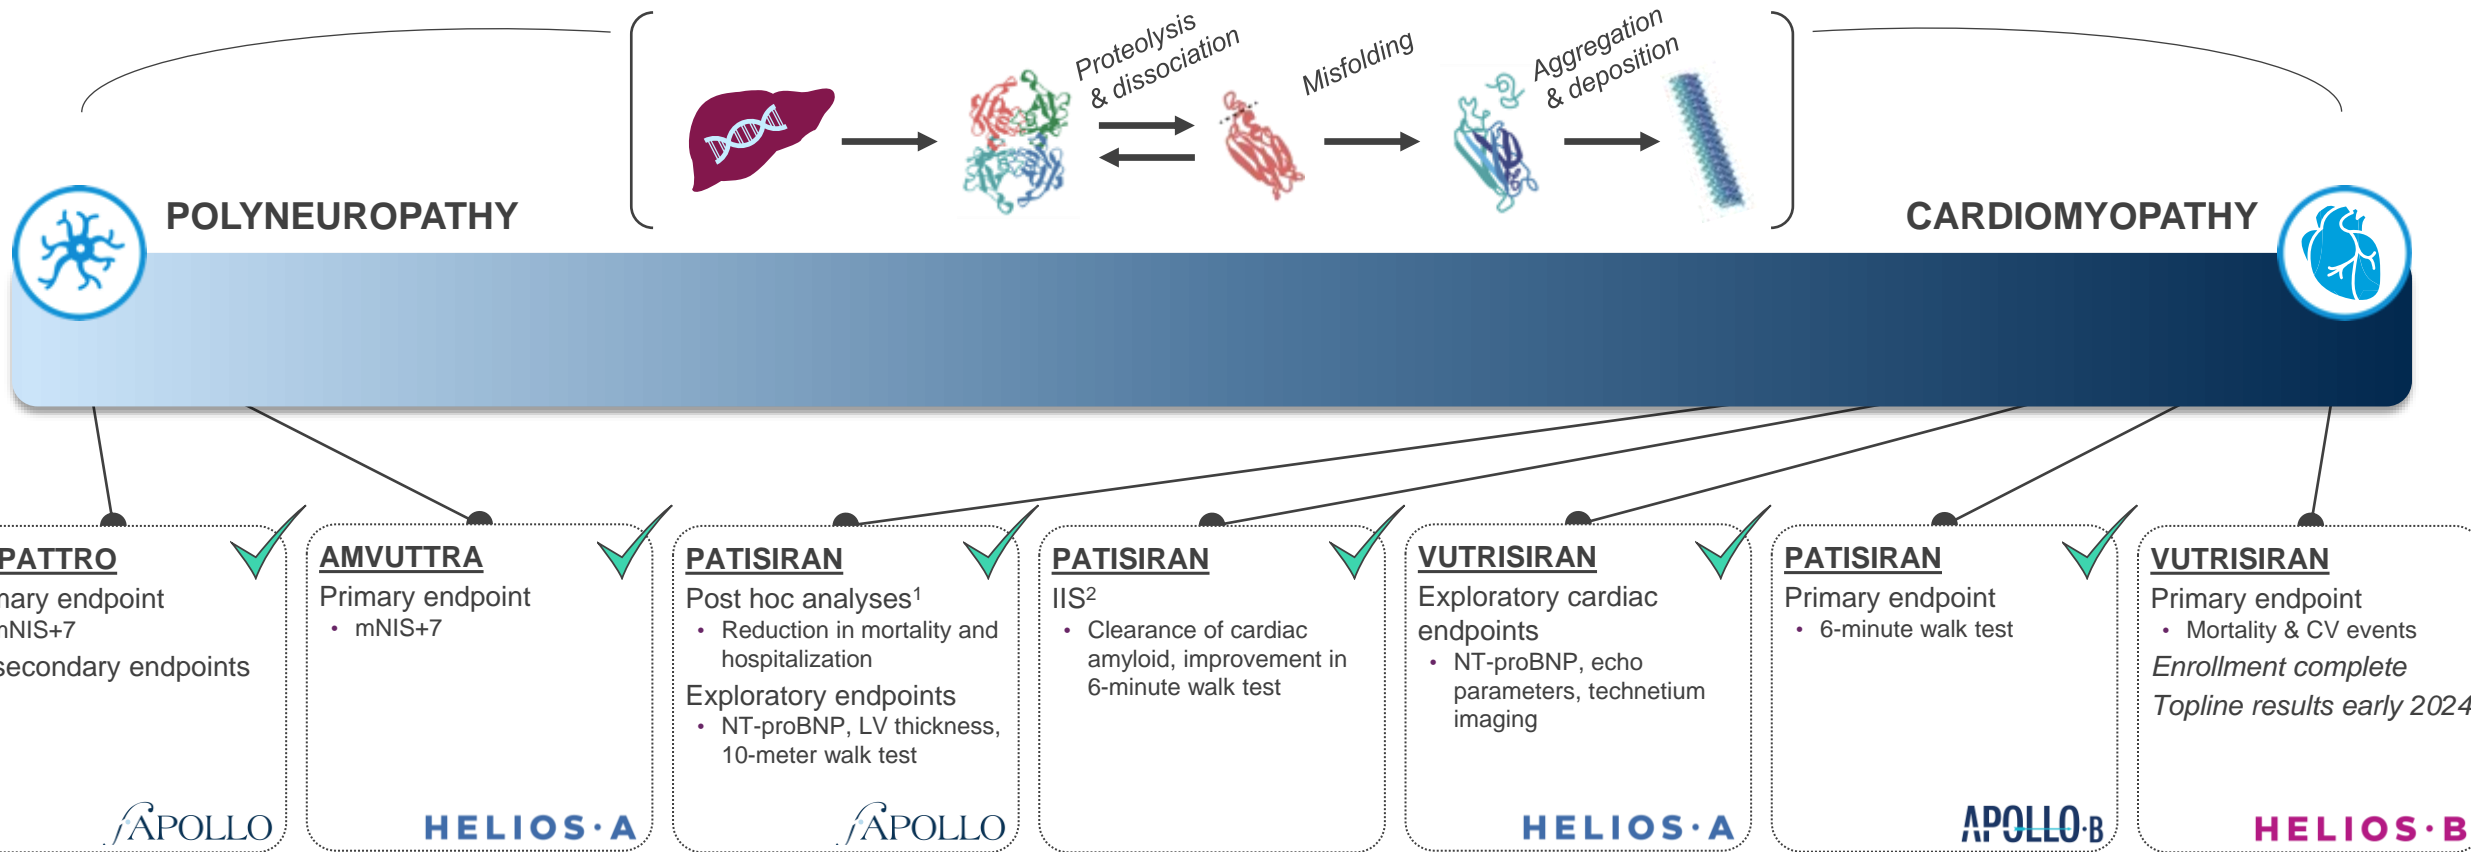 Proteolysis
& dissociation
Misfolding
Aggregation
& deposition
POLYNEUROPATHY
CARDIOMYOPATHY
PATTRO
mary endpoint
mNIS+7
secondary endpoints
APOLLO
AMVUTTRA
Primary endpoint
• mNIS+7
HELIOS·A
PATISIRAN
Post hoc analyses¹
• Reduction in mortality and
hospitalization
Exploratory endpoints
• NT-proBNP, LV thickness,
10-meter walk test
APOLLO
PATISIRAN
IIS²
• Clearance of cardiac
amyloid, improvement in
6-minute walk test
VUTRISIRAN
Exploratory cardiac
endpoints
• NT-proBNP, echo
parameters, technetium
imaging
HELIOS·A
PATISIRAN
Primary endpoint
• 6-minute walk test
APOLLO·B
VUTRISIRAN
Primary endpoint
• Mortality & CV events
Enrollment complete
Topline results early 2024
HELIOS·B